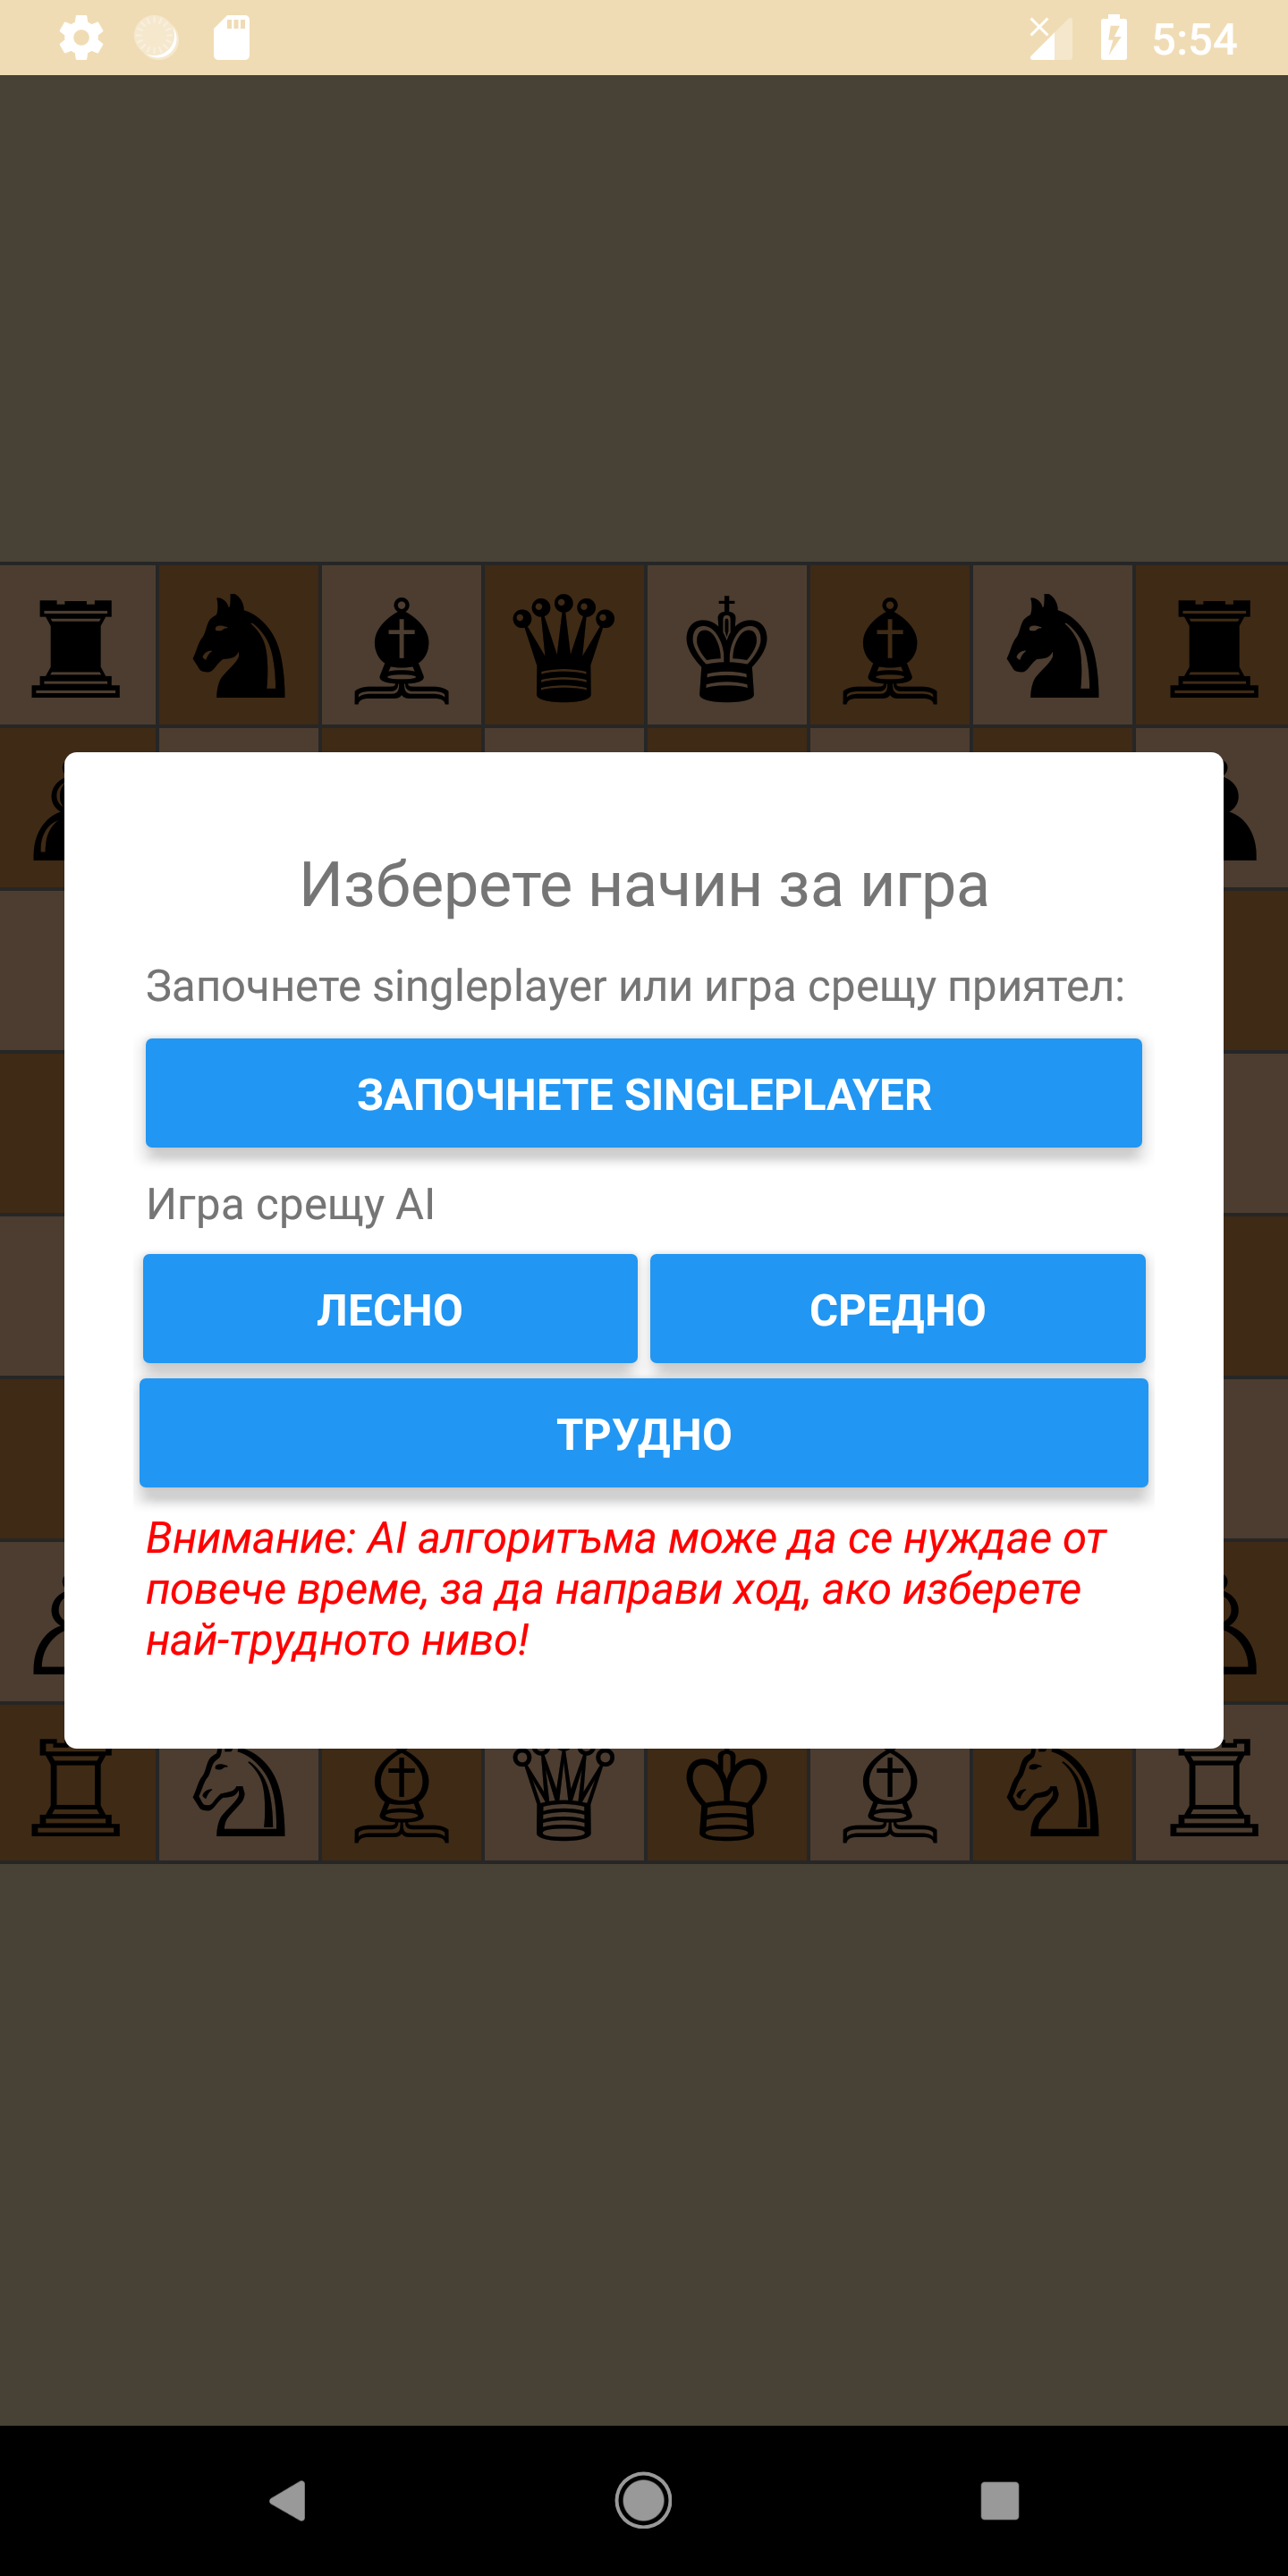 5:54
Изберете начин за игра
Започнете singleplayer или игра срещу приятел:
ЗАПОЧНЕТЕ SINGLEPLAYER
Игра срещу AI
ЛЕСНО
СРЕДНО
ТРУДНО
Внимание: AI алгоритъма може да се нуждае от
повече време, за да направи ход, ако изберете
най-трудното ниво!